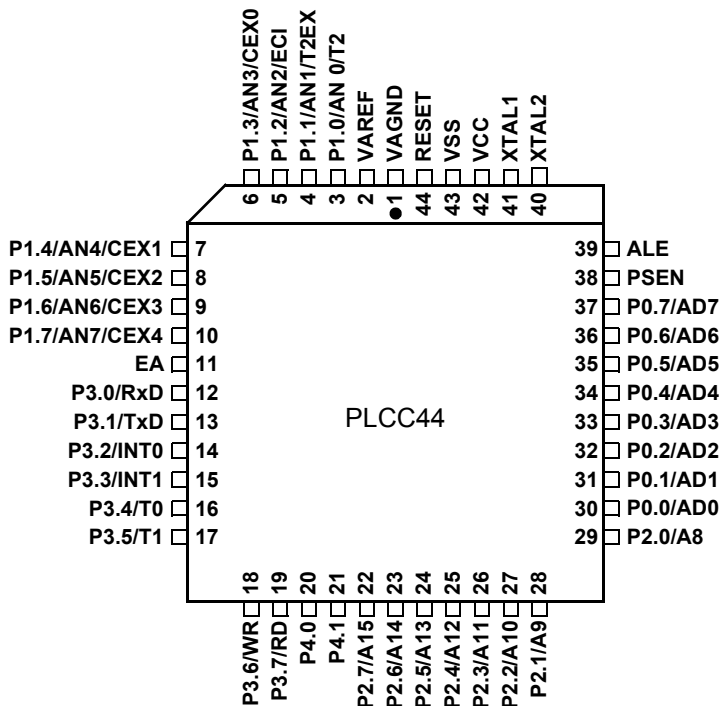 P1.3/AN3/CEX0
P1.2/AN2/ECI
P1.1/AN1/T2EX
P1.0/AN 0/T2
VAREF
VAGND
RESET
VSS
VCC
XTAL1
XTAL2
6
5
4
3
2
1
44
43
42
41
40
P1.4/AN4/CEX1 7
P1.5/AN5/CEX2 8
P1.6/AN6/CEX3 9
P1.7/AN7/CEX4 10
EA 11
P3.0/RxD 12
P3.1/TxD 13
P3.2/INT0 14
P3.3/INT1 15
P3.4/T0 16
P3.5/T1 17
PLCC44
39 ALE
38 PSEN
37 P0.7/AD7
36 P0.6/AD6
35 P0.5/AD5
34 P0.4/AD4
33 P0.3/AD3
32 P0.2/AD2
31 P0.1/AD1
30 P0.0/AD0
29 P2.0/A8
18
19
20
21
22
23
24
25
26
27
28
P3.6/WR
P3.7/RD
P4.0
P4.1
P2.7/A15
P2.6/A14
P2.5/A13
P2.4/A12
P2.3/A11
P2.2/A10
P2.1/A9